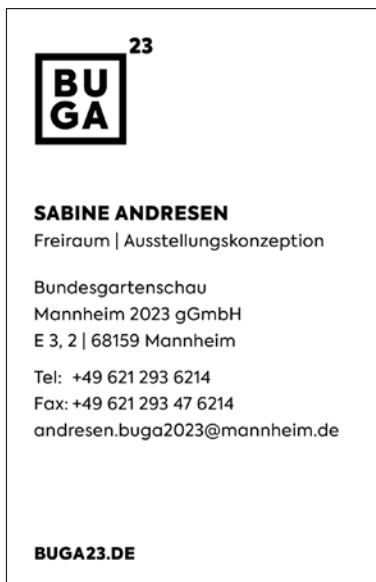 23
BU
GA
SABINE ANDRESEN
Freiraum | Ausstellungskonzeption
Bundesgartenschau
Mannheim 2023 gGmbH
E 3, 2 | 68159 Mannheim
Tel: +49 621 293 6214
Fax: +49 621 293 47 6214
andresen.buga2023@mannheim.de
BUGA23.DE